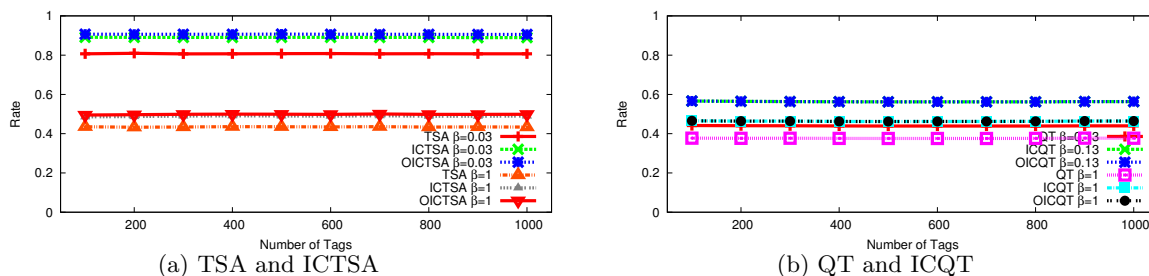 1
0.8
0.6
0.4
0.2
0
Rate
200
400
600
800
1000
Number of Tags
TSA β=0.03
ICTSA β=0.03
OICTSA β=0.03
TSA β=1
ICTSA β=1
OICTSA β=1
(a) TSA and ICTSA
1
0.8
0.6
0.4
0.2
0
Rate
200
400
600
800
1000
Number of Tags
QT β=0.13
ICQT β=0.13
OICQT β=0.13
QT β=1
ICQT β=1
OICQT β=1
(b) QT and ICQT